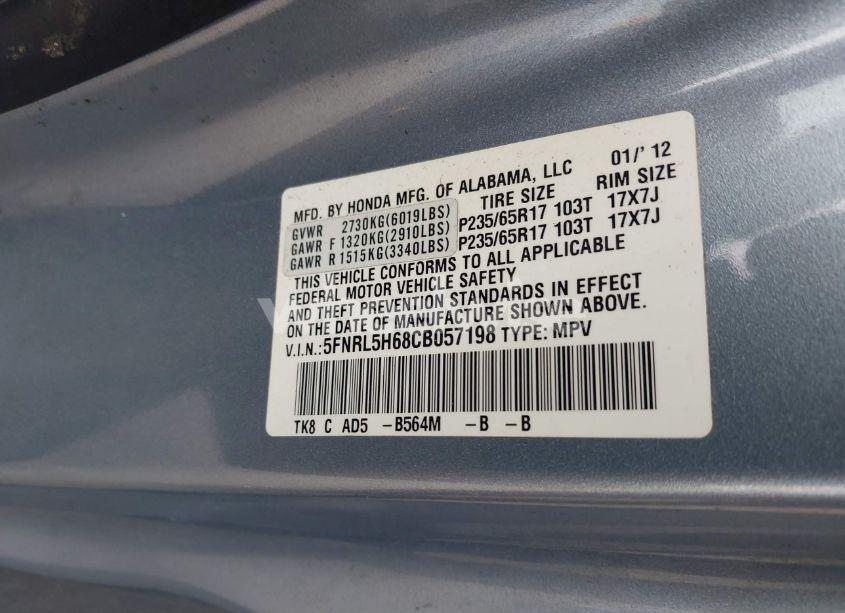 MFD. BY HONDA MFG. OF ALABAMA, LLC 01/' 12
TIRE SIZE RIM SIZE
GVWR 2730KG(6019LBS)
GAWR F 1320KG(2910LBS) P235/65R17 103T 17X7J
GAWR R 1515KG(3340LBS) P235/65R17 103T 17X7J
THIS VEHICLE CONFORMS TO ALL APPLICABLE
FEDERAL MOTOR VEHICLE SAFETY
AND THEFT PREVENTION STANDARDS IN EFFECT
ON THE DATE OF MANUFACTURE SHOWN ABOVE.
V.I.N.:5FNRL5H68CB057198 TYPE: MPV
TK8 C AD5 -B564M -B -B